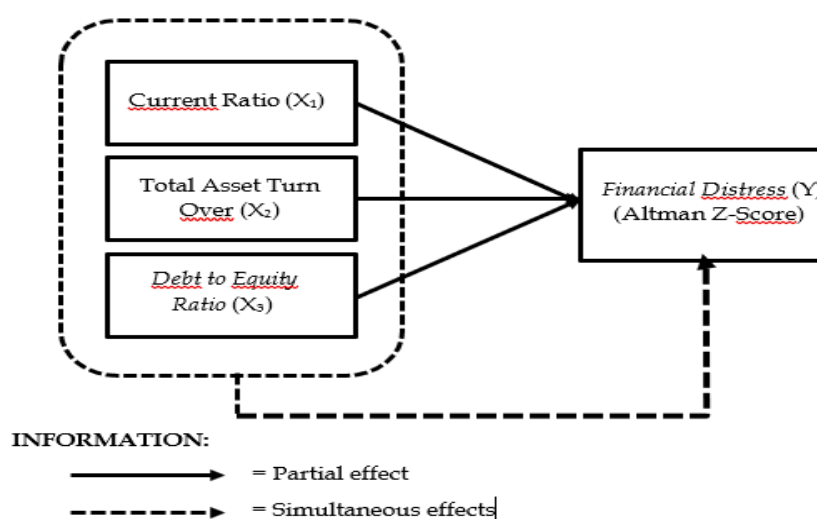 Current Ratio (X₁)
Total Asset Turn
Over (X₂)
Debt to Equity
Ratio (X₃)
Financial Distress (Y)
(Altman Z-Score)
INFORMATION:
= Partial effect
= Simultaneous effects